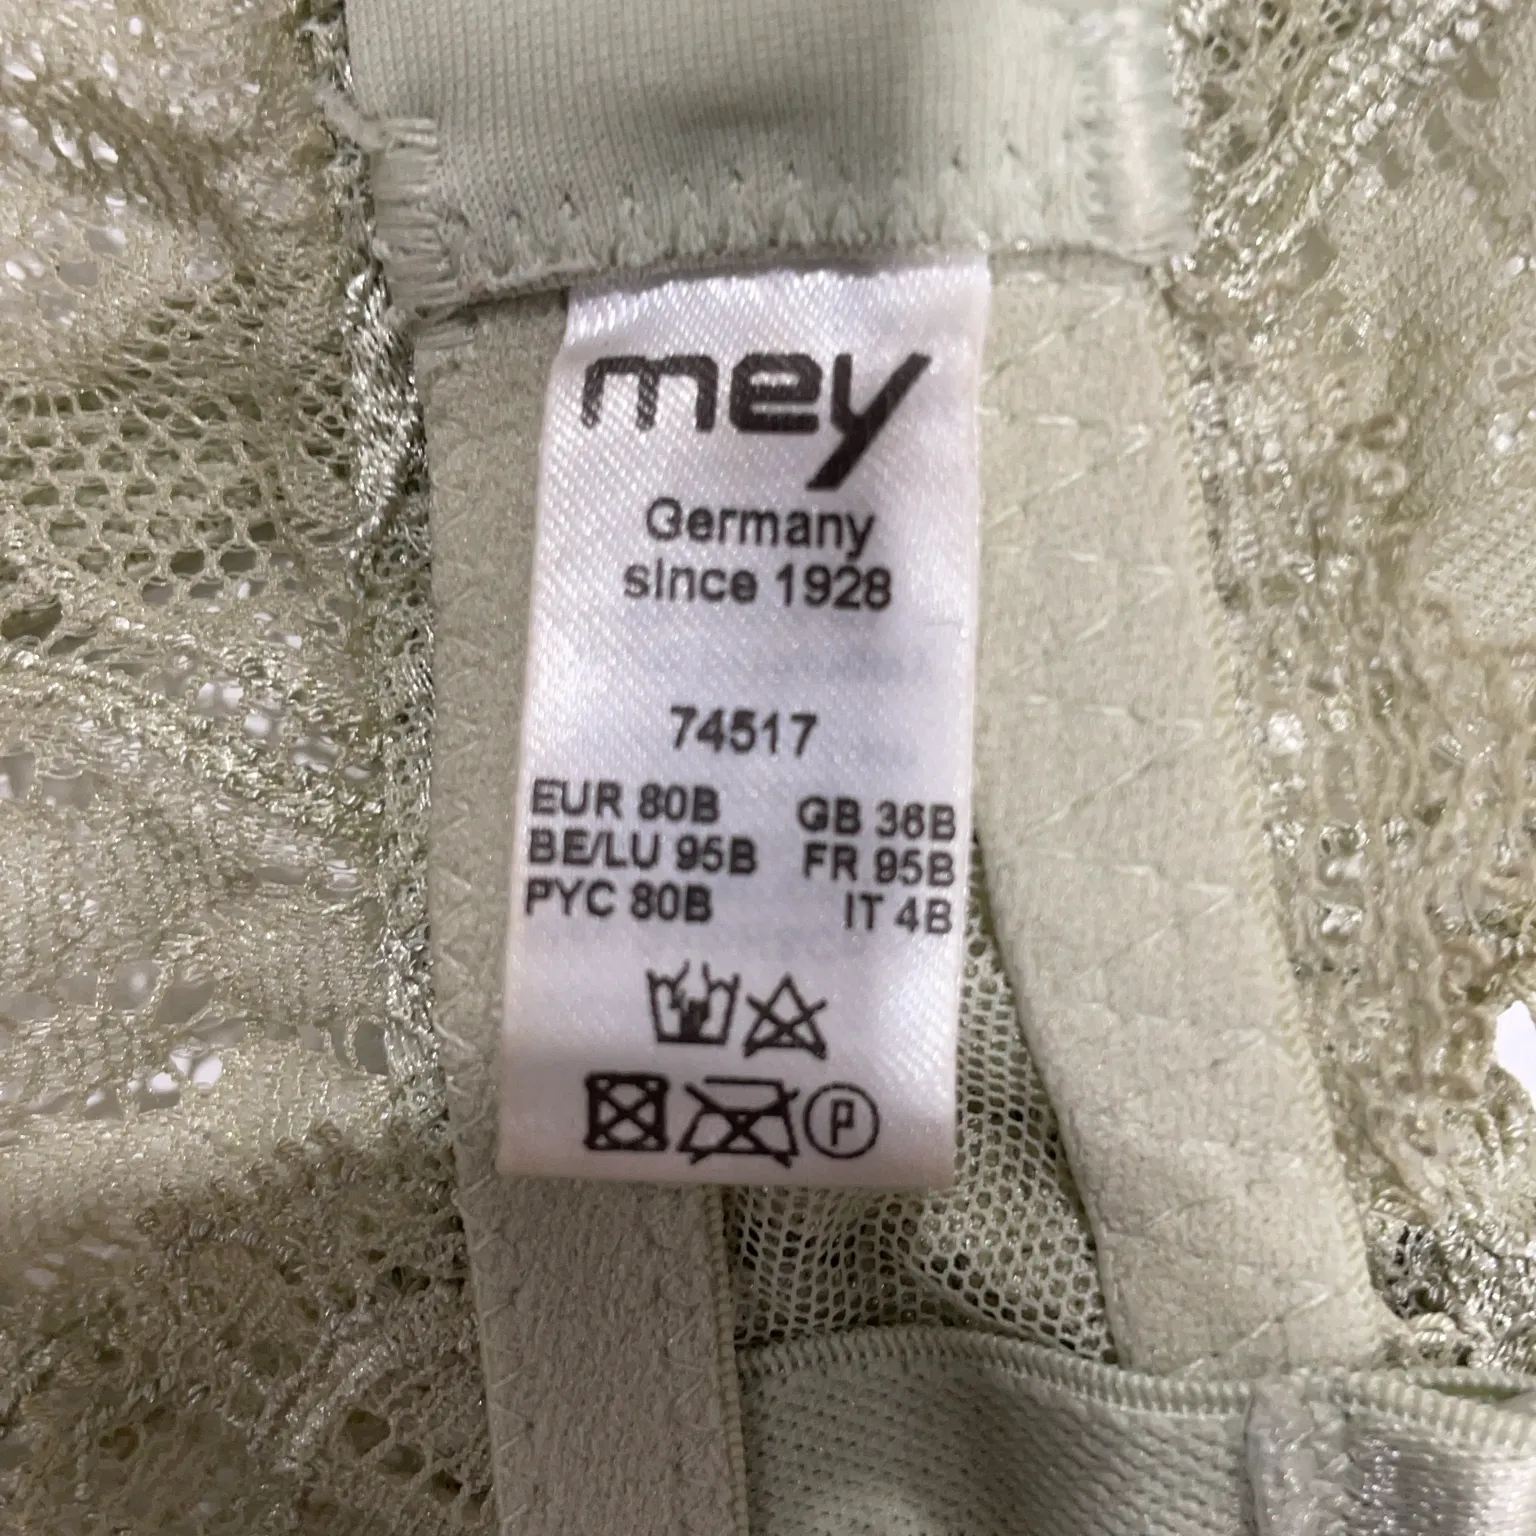 mey
Germany
since 1928
74517
EUR 80B GB 36B
BE/LU 95B FR 95B
PYC 80B IT 4B
P